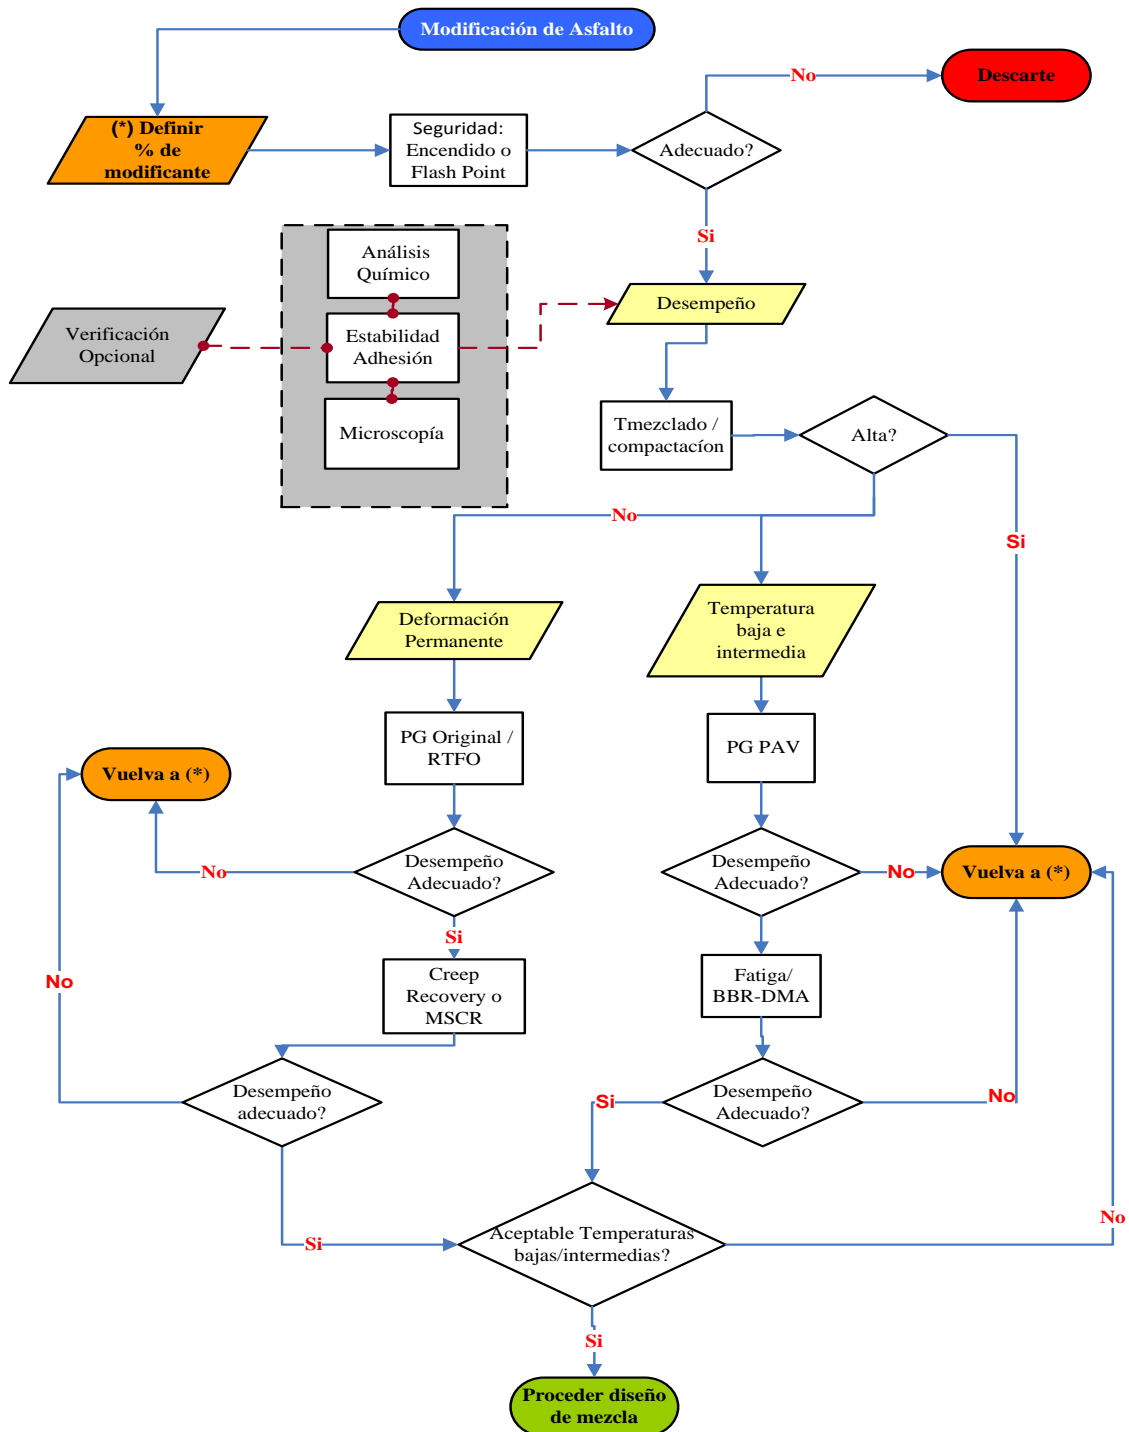 Modificación de Asfalto
No
Descarte
(*) Definir
% de
modificante
Seguridad:
Encendido o
Flash Point
Adecuado?
Si
Análisis
Químico
Desempeño
Verificación
Opcional
Estabilidad
Adhesión
Microscopía
Tmezclado /
compactacíon
Alta?
No
Si
Deformación
Permanente
Temperatura
baja e
intermedia
PG Original /
RTFO
PG PAV
Vuelva a (*)
Desempeño
Adecuado?
No
Desempeño
Adecuado?
No
Vuelva a (*)
Si
No
Creep
Recovery o
MSCR
Fatiga/
BBR-DMA
Desempeño
adecuado?
Si
Desempeño
Adecuado?
No
Si
Aceptable Temperaturas
bajas/intermedias?
No
Si
Proceder diseño
de mezcla